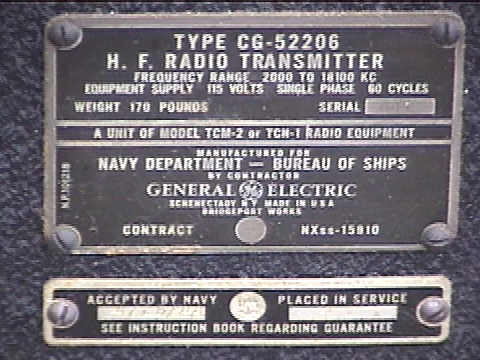 TYPE CG-52206
H. F. RADIO TRANSMITTER
FREQUENCY RANGE 2000 TO 18100 KC
EQUIPMENT SUPPLY 115 VOLTS SINGLE PHASE 60 CYCLES
WEIGHT 170 POUNDS SERIAL
A UNIT OF MODEL TCM-2 or TCH-1 RADIO EQUIPMENT
MANUFACTURED FOR
NAVY DEPARTMENT — BUREAU OF SHIPS
BY CONTRACTOR
GENERAL GE ELECTRIC
SCHENECTADY N.Y. MADE IN U S A
BRIDGEPORT WORKS
CONTRACT NXss-15910
N.P.106218
ACCEPTED BY NAVY PLACED IN SERVICE
SEE INSTRUCTION BOOK REGARDING GUARANTEE